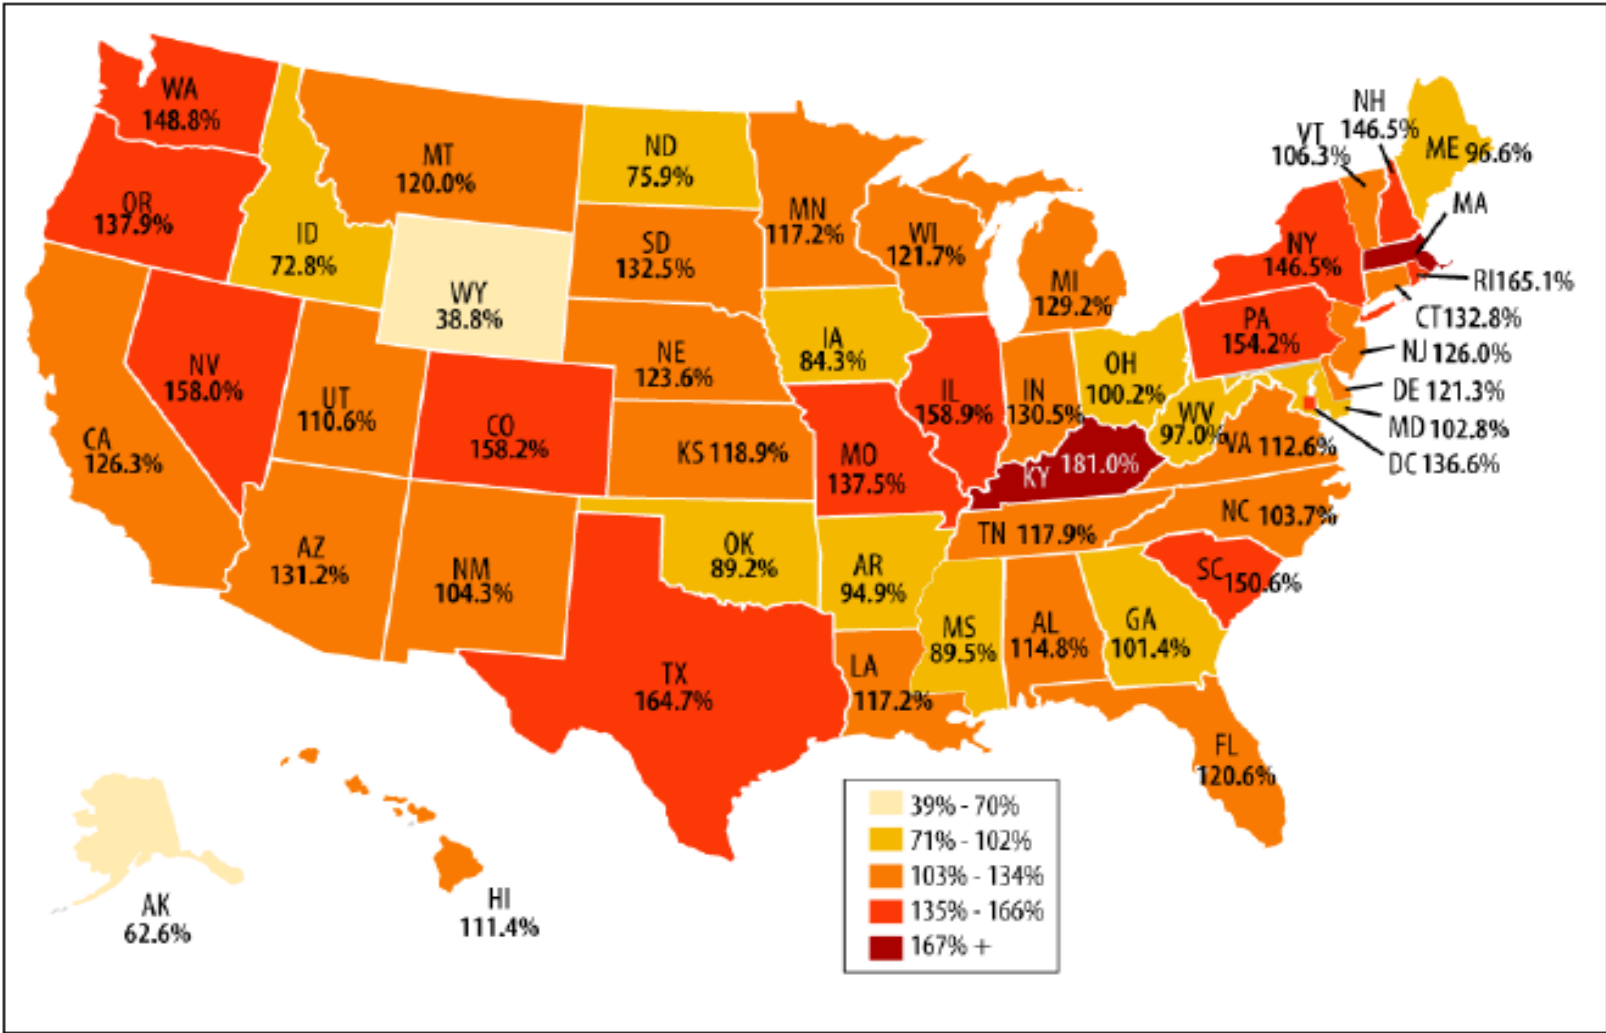 WA
148.8%
OR
137.9%
CA
126.3%
NV
158.0%
ID
72.8%
MT
120.0%
WY
38.8%
UT
110.6%
CO
158.2%
AZ
131.2%
NM
104.3%
ND
75.9%
SD
132.5%
NE
123.6%
KS 118.9%
OK
89.2%
TX
164.7%
MN
117.2%
IA
84.3%
MO
137.5%
AR
94.9%
LA
117.2%
WI
121.7%
IL
158.9%
MI
129.2%
IN
130.5%
OH
100.2%
KY 181.0%
TN 117.9%
MS
89.5%
AL
114.8%
GA
101.4%
FL
120.6%
SC 150.6%
NC 103.7%
VA 112.6%
WV
97.0%
PA
154.2%
NY
146.5%
VT
106.3%
NH
146.5%
ME 96.6%
MA
RI 165.1%
CT 132.8%
NJ 126.0%
DE 121.3%
MD 102.8%
DC 136.6%
AK
62.6%
HI
111.4%
39% - 70%
71% - 102%
103% - 134%
135% - 166%
167% +